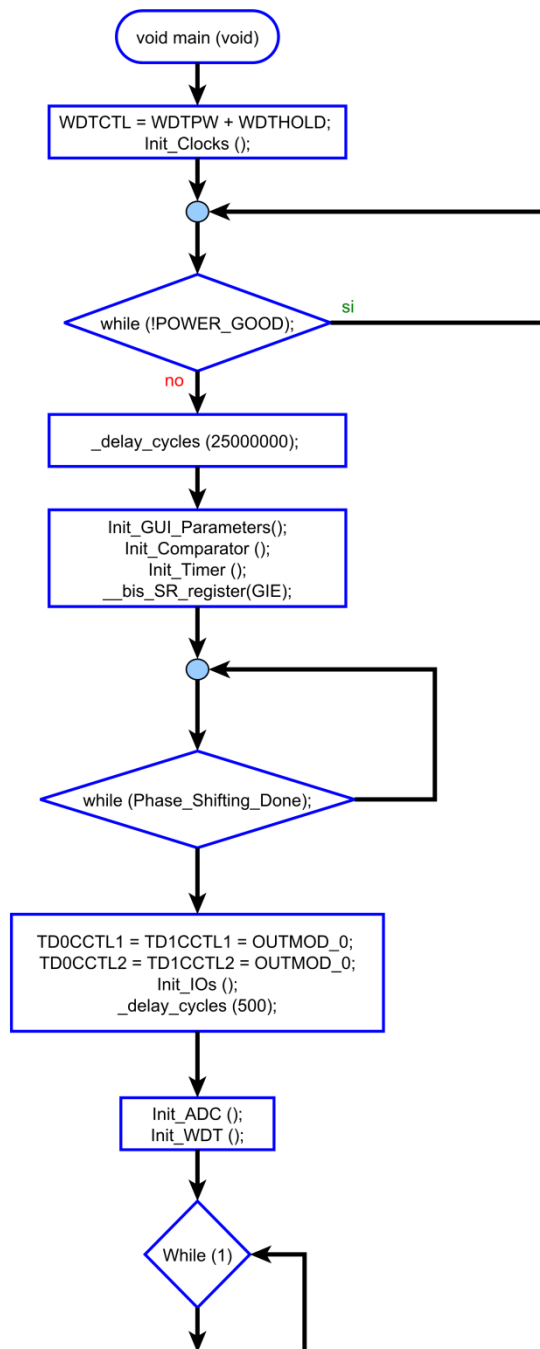 void main (void)
WDTCTL = WDTPW + WDTHOLD;
Init_Clocks ();
si
while (!POWER_GOOD);
no
_delay_cycles (25000000);
Init_GUI_Parameters();
Init_Comparator ();
Init_Timer ();
__bis_SR_register(GIE);
while (Phase_Shifting_Done);
TD0CCTL1 = TD1CCTL1 = OUTMOD_0;
TD0CCTL2 = TD1CCTL2 = OUTMOD_0;
Init_IOs ();
_delay_cycles (500);
Init_ADC ();
Init_WDT ();
While (1)